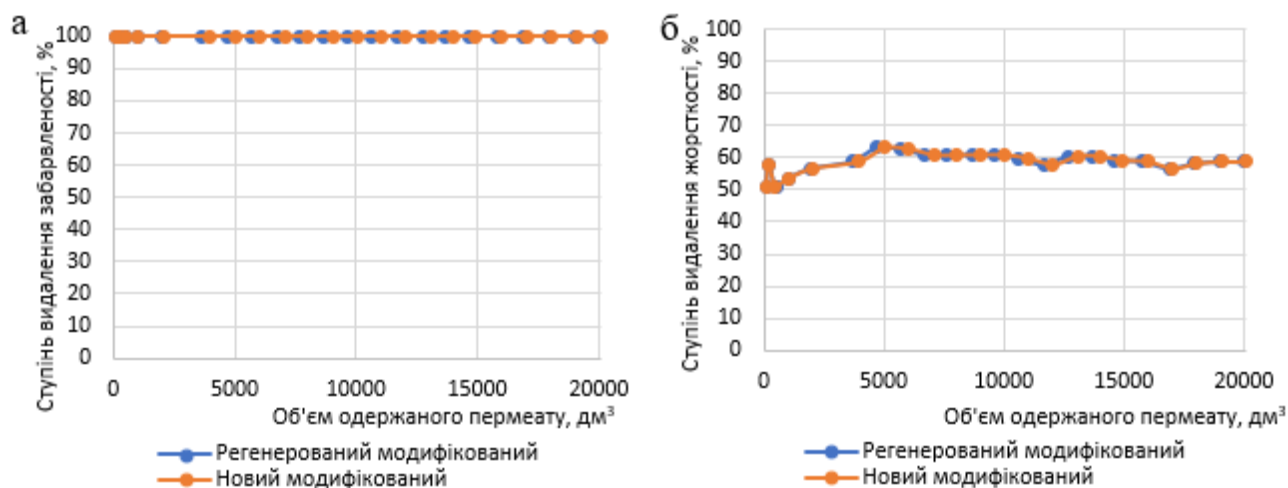 а
Ступінь видалення забарвленості, %
100
90
80
70
60
50
40
30
20
10
0
0 5000 10000 15000 20000
Об'єм одержаного пермеату, дм³
Регенерований модифікований
Новий модифікований
б
Ступінь видалення жорсткості, %
100
90
80
70
60
50
40
30
20
10
0
0 5000 10000 15000 20000
Об'єм одержаного пермеату, дм³
Регенерований модифікований
Новий модифікований